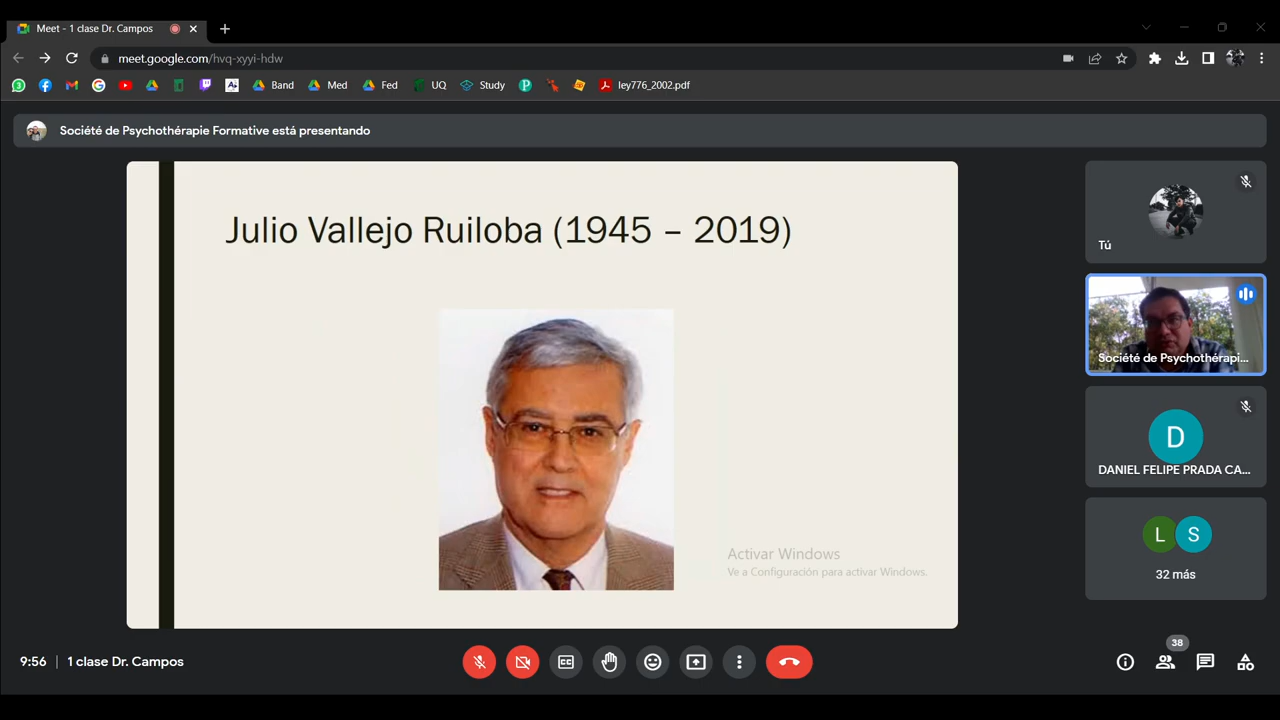 Meet - 1 clase Dr. Campos
meet.google.com/hvq-xyyi-hdw
Band Med Fed UQ Study ley776_2002.pdf
Société de Psychothérapie Formative está presentando
Julio Vallejo Ruiloba (1945 – 2019)
Activar Windows
Ve a Configuración para activar Windows.
Tú
Société de Psychothérapi...
D
DANIEL FELIPE PRADA CA...
L S
32 más
9:56 1 clase Dr. Campos
38